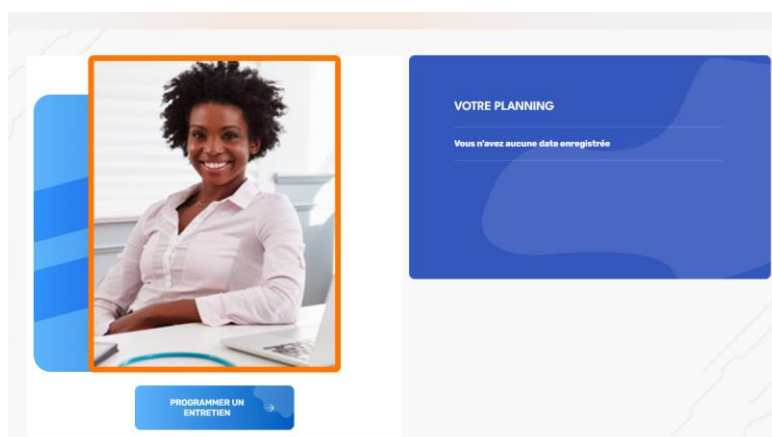 VOTRE PLANNING
Vous n'avez aucune date enregistrée
PROGRAMMER UN
ENTRETIEN